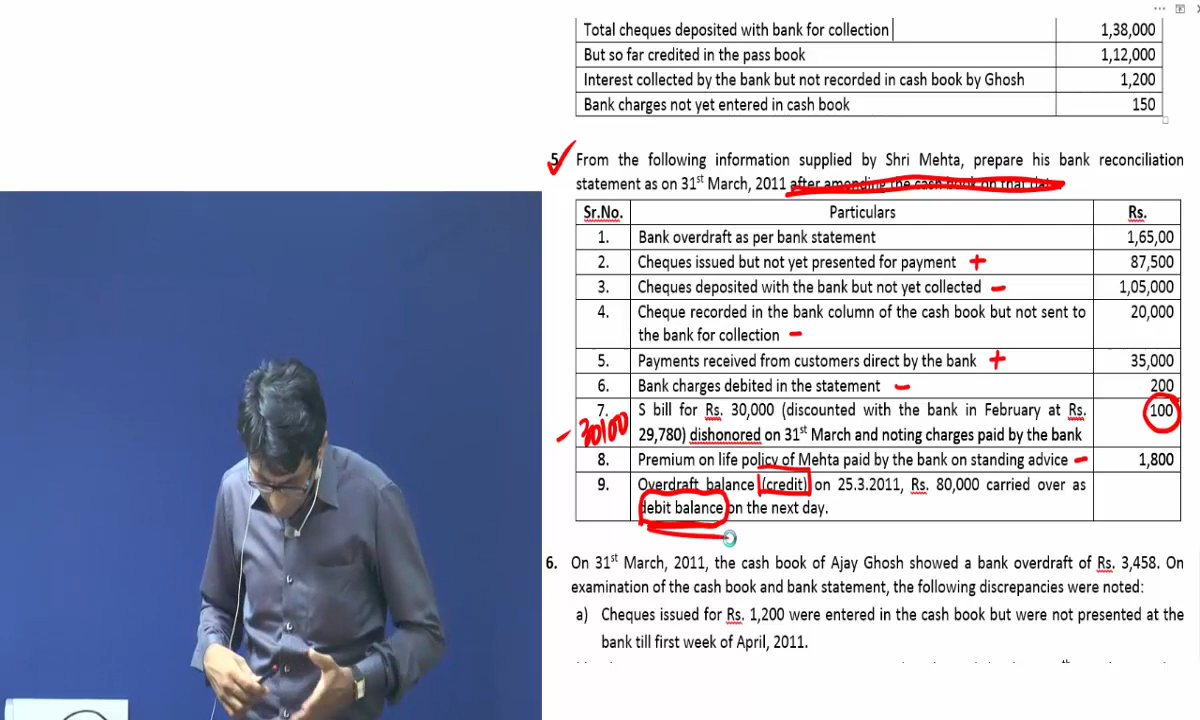 Total cheques deposited with bank for collection 1,38,000
But so far credited in the pass book 1,12,000
Interest collected by the bank but not recorded in cash book by Ghosh 1,200
Bank charges not yet entered in cash book 150
5. From the following information supplied by Shri Mehta, prepare his bank reconciliation
statement as on 31st March, 2011 after amending the cash book on that date
Sr.No. Particulars Rs.
1. Bank overdraft as per bank statement 1,65,00
2. Cheques issued but not yet presented for payment + 87,500
3. Cheques deposited with the bank but not yet collected - 1,05,000
4. Cheque recorded in the bank column of the cash book but not sent to 20,000
the bank for collection -
5. Payments received from customers direct by the bank + 35,000
6. Bank charges debited in the statement - 200
7. S bill for Rs. 30,000 (discounted with the bank in February at Rs. 100
- 30100 29,780) dishonored on 31st March and noting charges paid by the bank
8. Premium on life policy of Mehta paid by the bank on standing advice - 1,800
9. Overdraft balance (credit) on 25.3.2011, Rs. 80,000 carried over as
debit balance on the next day.
6. On 31st March, 2011, the cash book of Ajay Ghosh showed a bank overdraft of Rs. 3,458. On
examination of the cash book and bank statement, the following discrepancies were noted:
a) Cheques issued for Rs. 1,200 were entered in the cash book but were not presented at the
bank till first week of April, 2011.